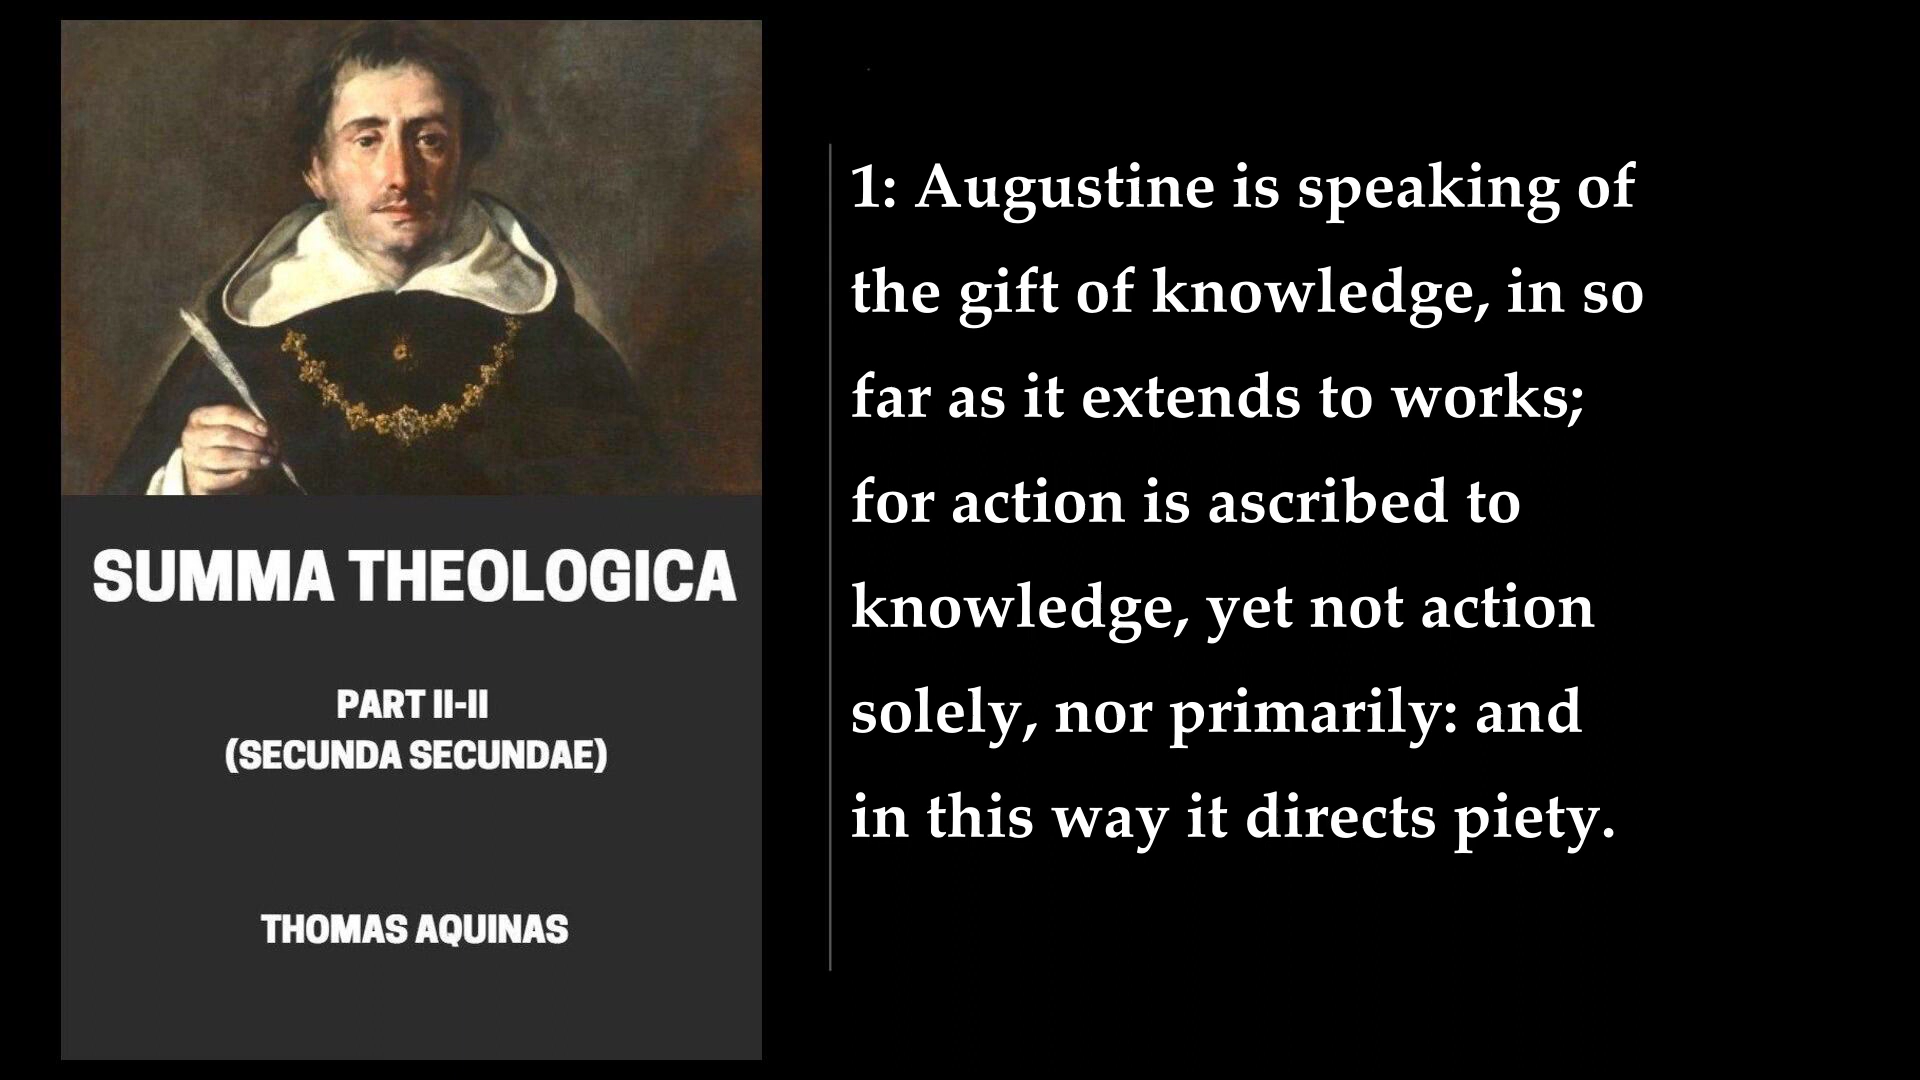 SUMMA THEOLOGICA
PART II-II
(SECUNDA SECUNDAE)
THOMAS AQUINAS
1: Augustine is speaking of
the gift of knowledge, in so
far as it extends to works;
for action is ascribed to
knowledge, yet not action
solely, nor primarily: and
in this way it directs piety.